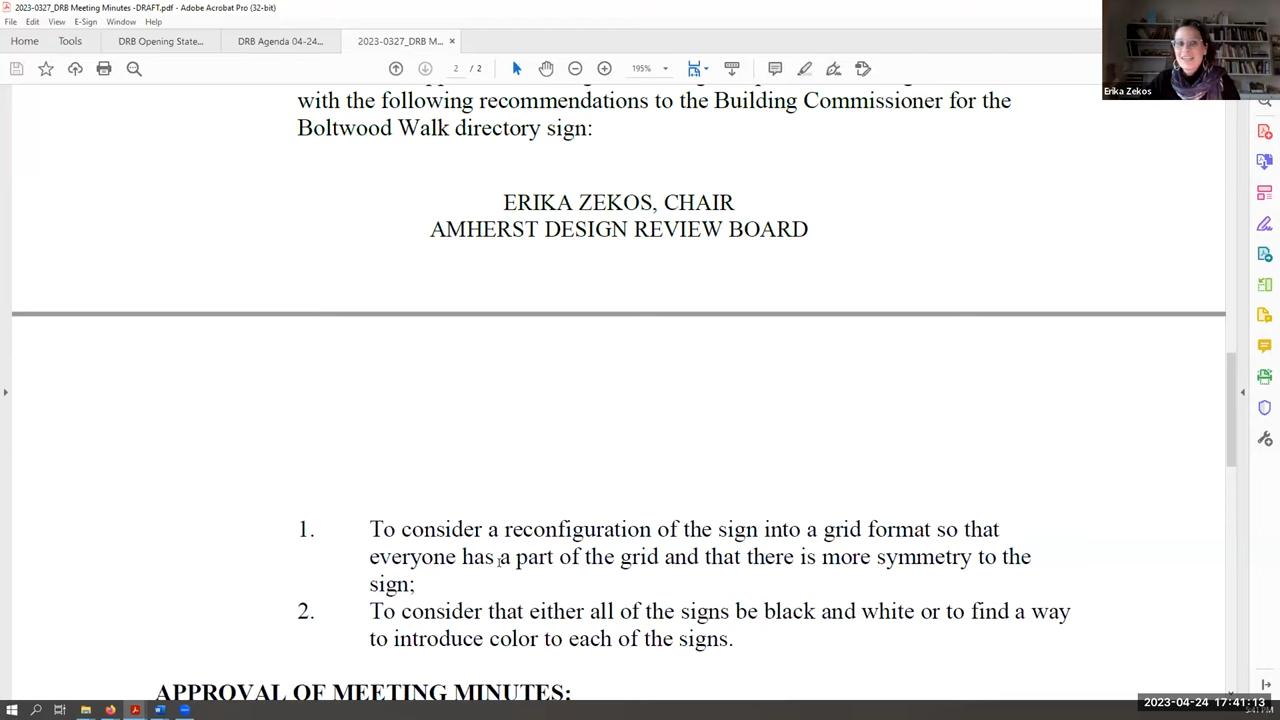 2023-0327_DRB Meeting Minutes -DRAFT.pdf - Adobe Acrobat Pro (32-bit)
File Edit View E-Sign Window Help
Home Tools DRB Opening State... DRB Agenda 04-24... 2023-0327_DRB M... ×
2 195%
Erika Zekos
with the following recommendations to the Building Commissioner for the
Boltwood Walk directory sign:
ERIKA ZEKOS, CHAIR
AMHERST DESIGN REVIEW BOARD
1. To consider a reconfiguration of the sign into a grid format so that
everyone has a part of the grid and that there is more symmetry to the
sign;
2. To consider that either all of the signs be black and white or to find a way
to introduce color to each of the signs.
APPROVAL OF MEETING MINUTES:
2023-04-24 17:41:13